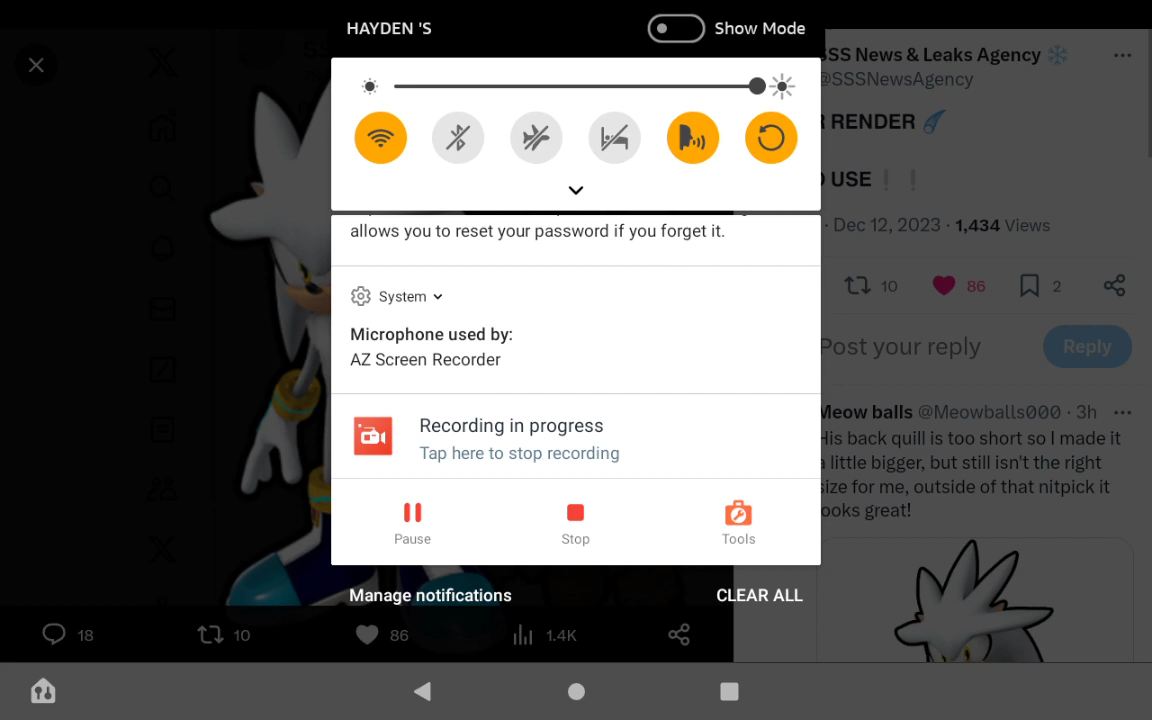 HAYDEN 'S
Show Mode
allows you to reset your password if you forget it.
System
Microphone used by:
AZ Screen Recorder
Recording in progress
Tap here to stop recording
Pause
Stop
Tools
Manage notifications
CLEAR ALL
18
10
86
1.4K
SSS News & Leaks Agency
@SSSNewsAgency
RENDER
USE
· Dec 12, 2023 · 1,434 Views
10
86
2
Post your reply
Reply
Meow balls @Meowballs000 · 3h
His back quill is too short so I made it
a little bigger, but still isn't the right
size for me, outside of that nitpick it
looks great!